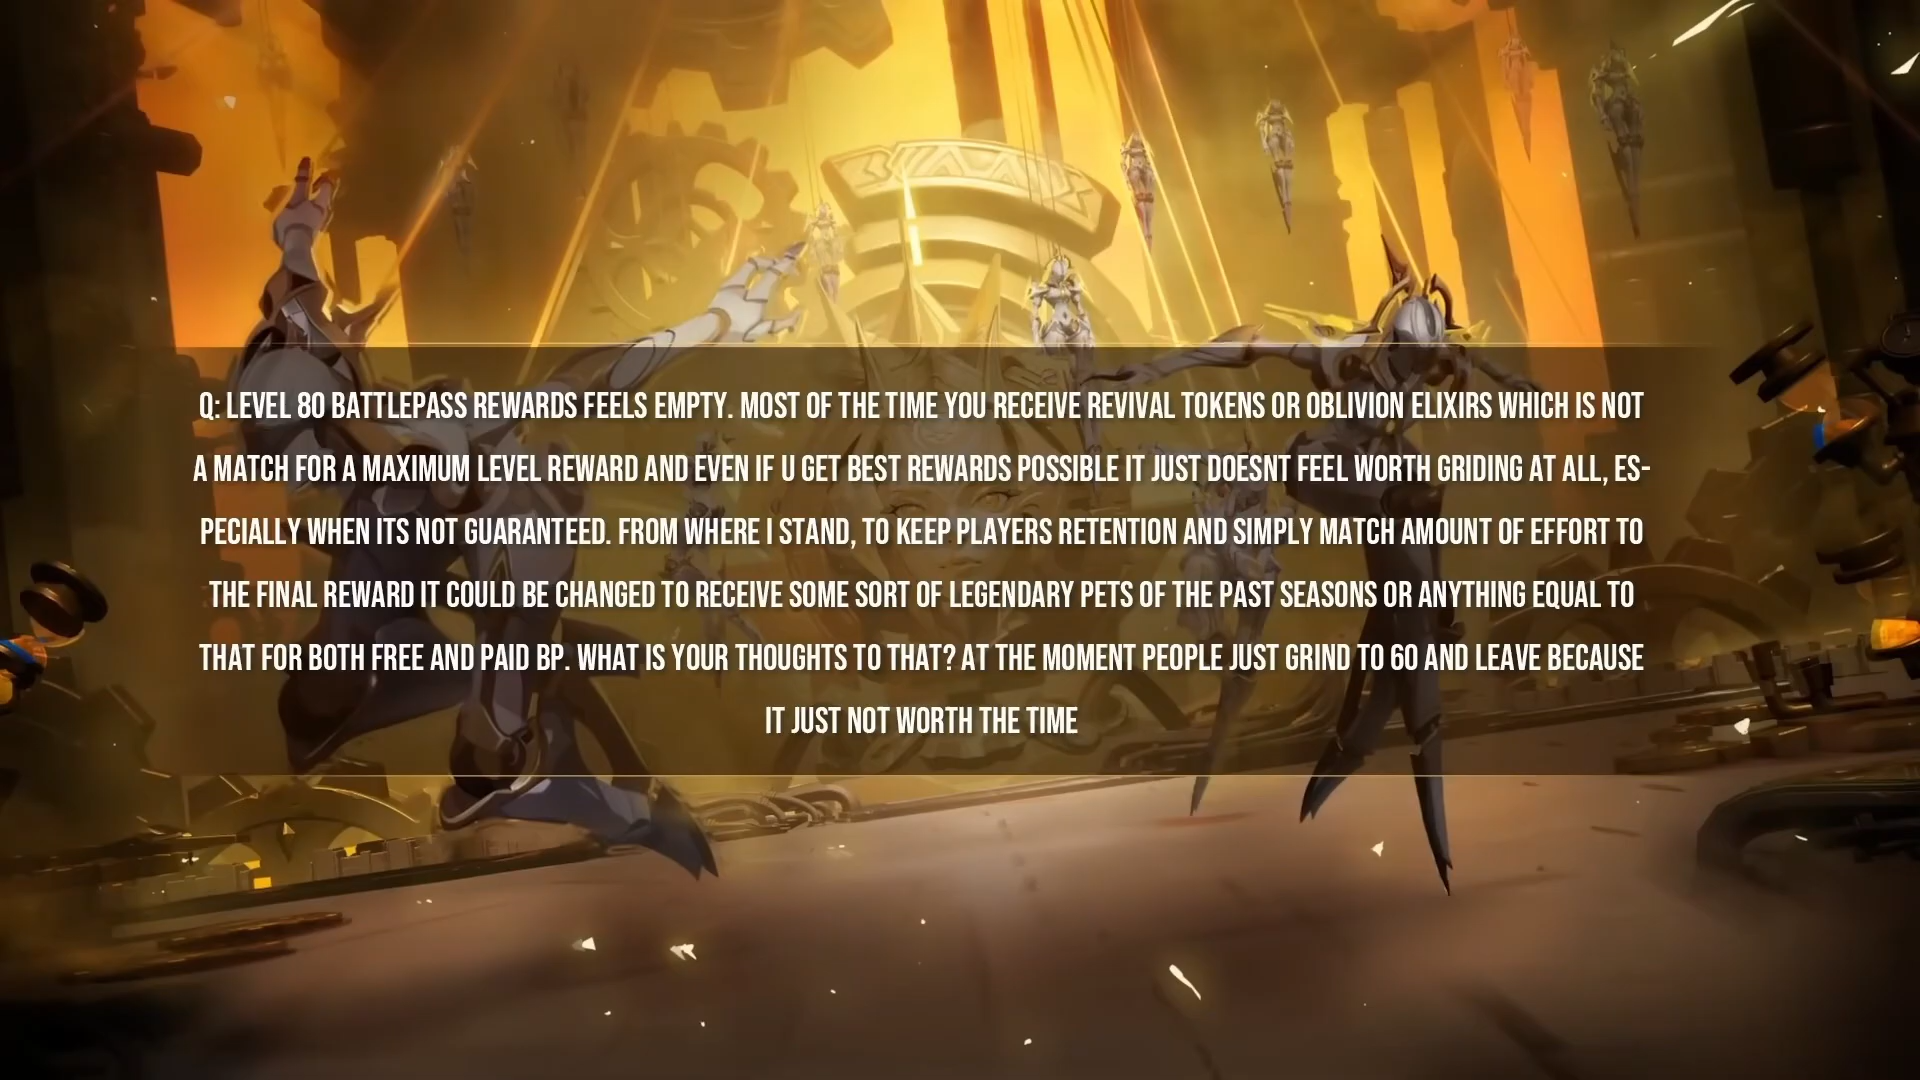 Q: LEVEL 80 BATTLEPASS REWARDS FEELS EMPTY. MOST OF THE TIME YOU RECEIVE REVIVAL TOKENS OR OBLIVION ELIXIRS WHICH IS NOT
A MATCH FOR A MAXIMUM LEVEL REWARD AND EVEN IF U GET BEST REWARDS POSSIBLE IT JUST DOESNT FEEL WORTH GRIDING AT ALL, ES-
PECIALLY WHEN ITS NOT GUARANTEED. FROM WHERE I STAND, TO KEEP PLAYERS RETENTION AND SIMPLY MATCH AMOUNT OF EFFORT TO
THE FINAL REWARD IT COULD BE CHANGED TO RECEIVE SOME SORT OF LEGENDARY PETS OF THE PAST SEASONS OR ANYTHING EQUAL TO
THAT FOR BOTH FREE AND PAID BP. WHAT IS YOUR THOUGHTS TO THAT? AT THE MOMENT PEOPLE JUST GRIND TO 60 AND LEAVE BECAUSE
IT JUST NOT WORTH THE TIME